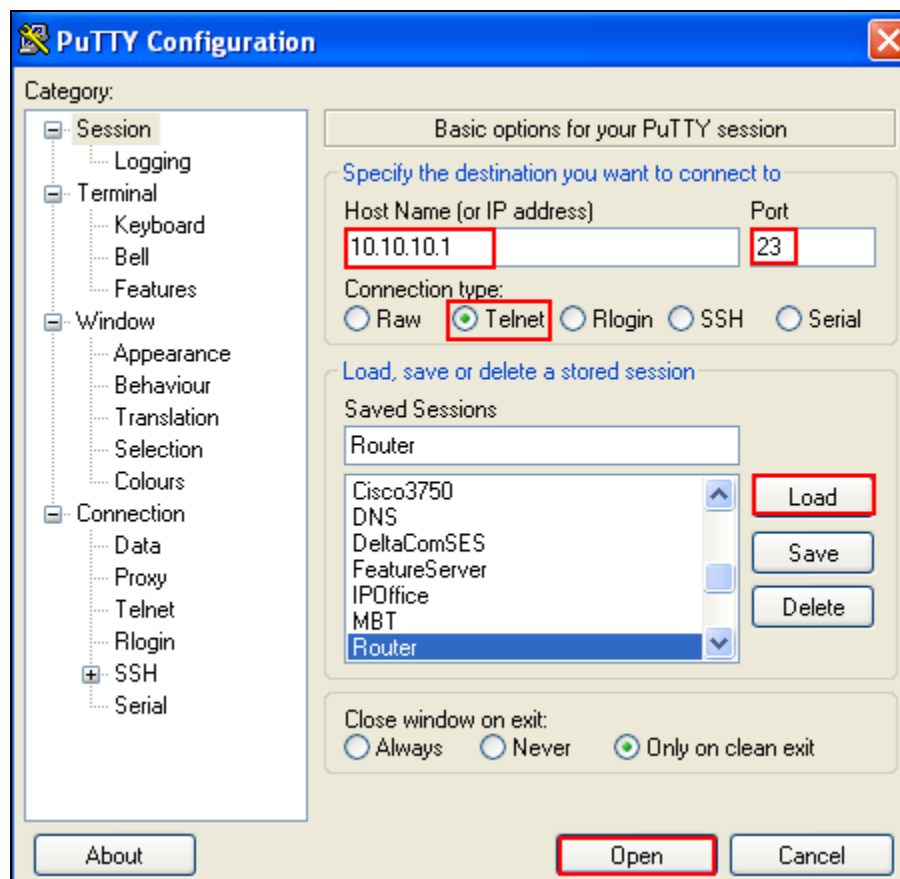 PuTTY Configuration
Category:
Session
Logging
Terminal
Keyboard
Bell
Features
Window
Appearance
Behaviour
Translation
Selection
Colours
Connection
Data
Proxy
Telnet
Rlogin
SSH
Serial
Basic options for your PuTTY session
Specify the destination you want to connect to
Host Name (or IP address) Port
10.10.10.1 23
Connection type:
Raw Telnet Rlogin SSH Serial
Load, save or delete a stored session
Saved Sessions
Router
Cisco3750
DNS
DeltaComSES
FeatureServer
IPOffice
MBT
Router
Load
Save
Delete
Close window on exit:
Always Never Only on clean exit
About Open Cancel